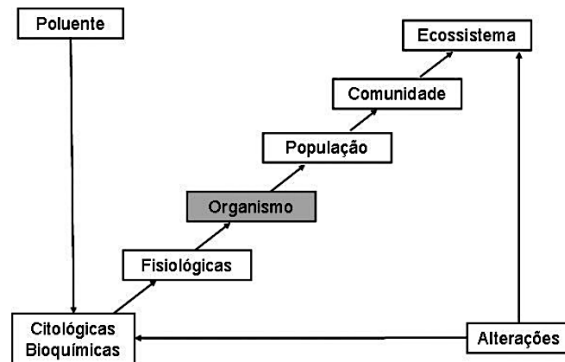 Poluente
Ecossistema
Comunidade
População
Organismo
Fisiológicas
Citológicas
Bioquímicas
Alterações